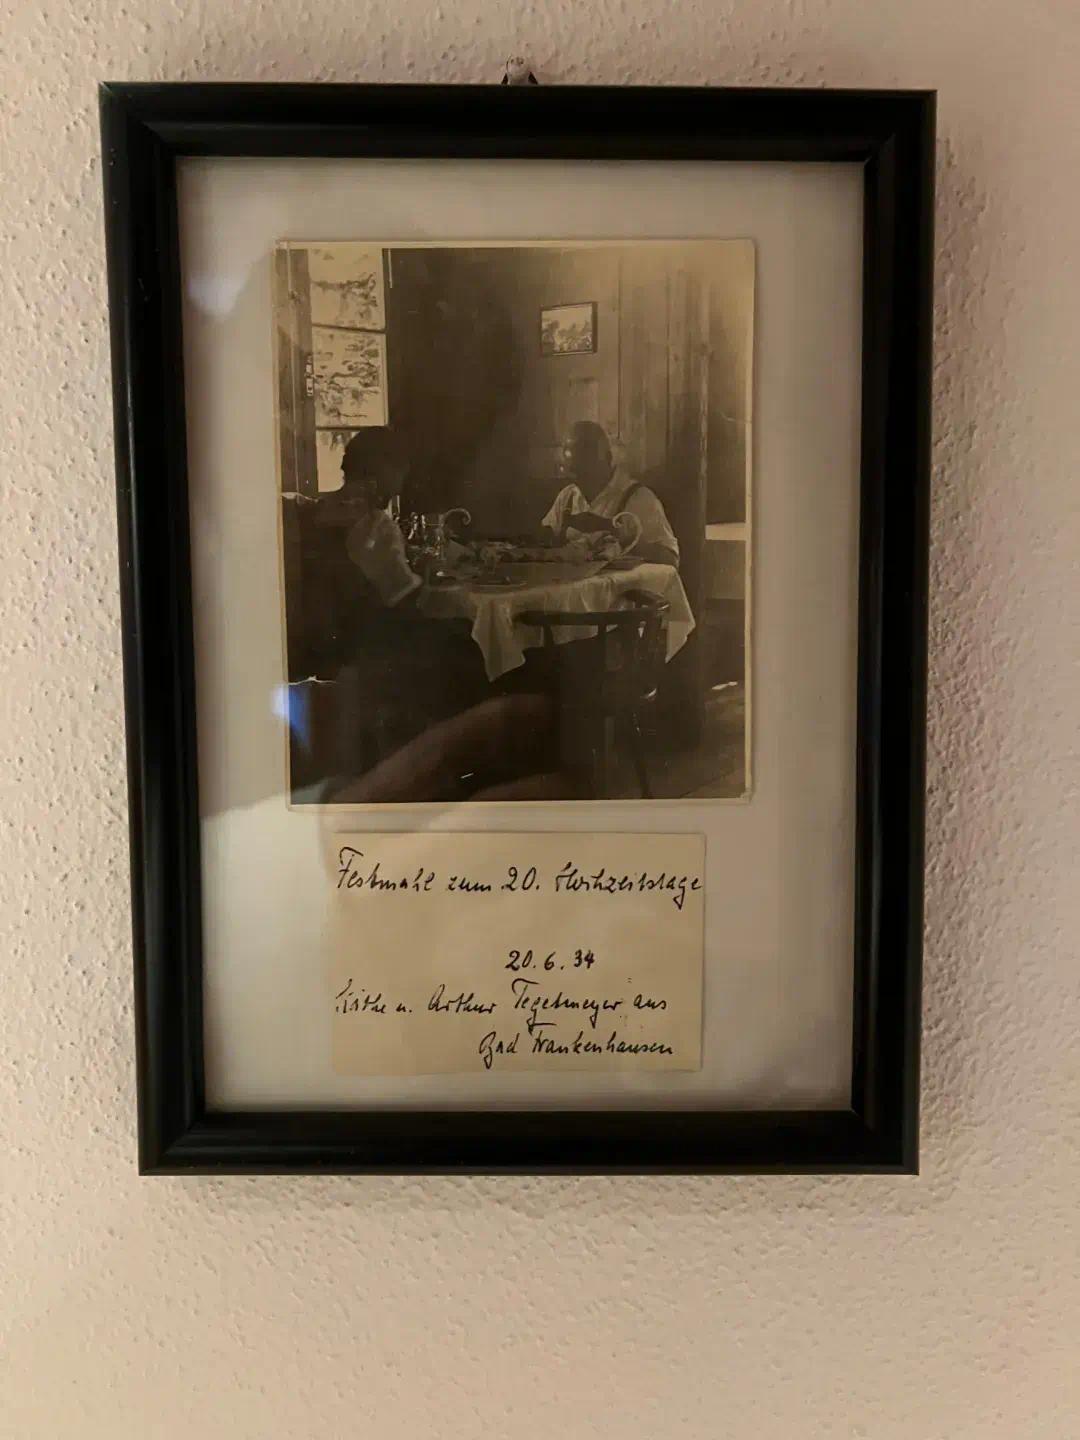 Festmahl zum 20. Hochzeitstage
20.6.34
Käthe u. Arthur Tegetmeyer aus
Bad Frankenhausen